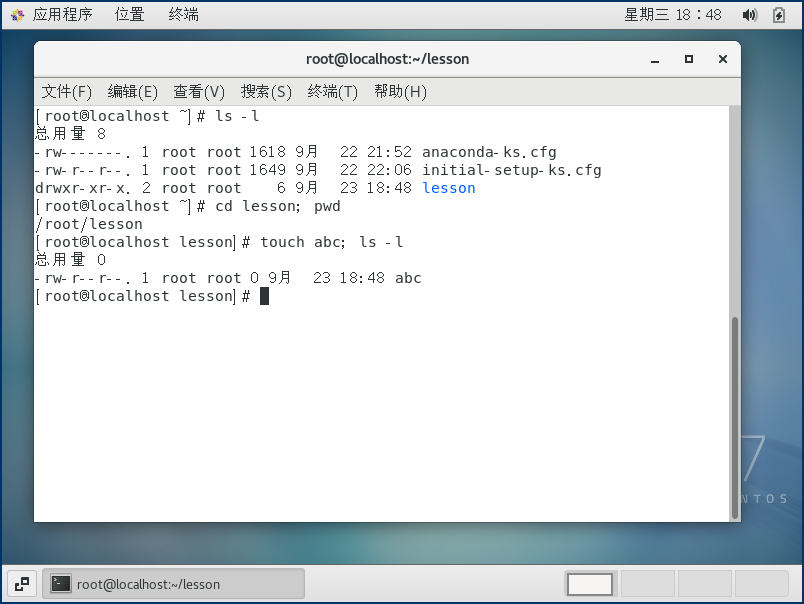 应用程序 位置 终端 星期三 18：48
root@localhost:~/lesson
文件(F) 编辑(E) 查看(V) 搜索(S) 终端(T) 帮助(H)
[root@localhost ~]# ls -l
总用量 8
-rw-------. 1 root root 1618 9月  22 21:52 anaconda-ks.cfg
-rw-r--r--. 1 root root 1649 9月  22 22:06 initial-setup-ks.cfg
drwxr-xr-x. 2 root root    6 9月  23 18:48 lesson
[root@localhost ~]# cd lesson; pwd
/root/lesson
[root@localhost lesson]# touch abc; ls -l
总用量 0
-rw-r--r--. 1 root root 0 9月  23 18:48 abc
[root@localhost lesson]#
7
NTOS
root@localhost:~/lesson